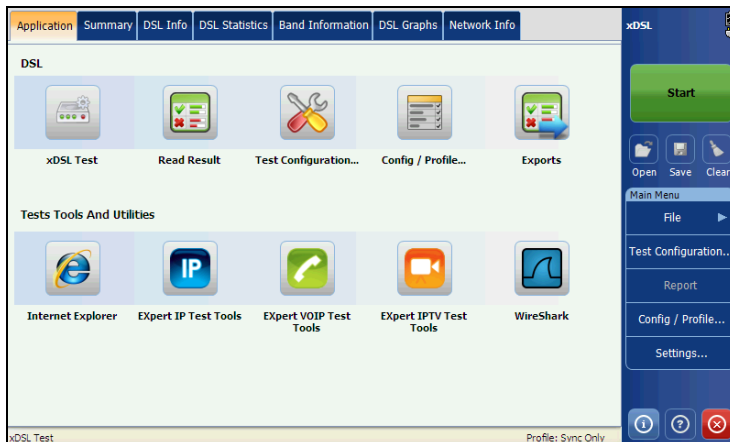 Application Summary DSL Info DSL Statistics Band Information DSL Graphs Network Info
xDSL
DSL
xDSL Test Read Result Test Configuration... Config / Profile... Exports
Tests Tools And Utilities
IP
Internet Explorer EXpert IP Test Tools EXpert VOIP Test Tools EXpert IPTV Test Tools WireShark
xDSL Test Profile: Sync Only
Start
Open Save Clear
Main Menu
File
Test Configuration...
Report
Config / Profile...
Settings...